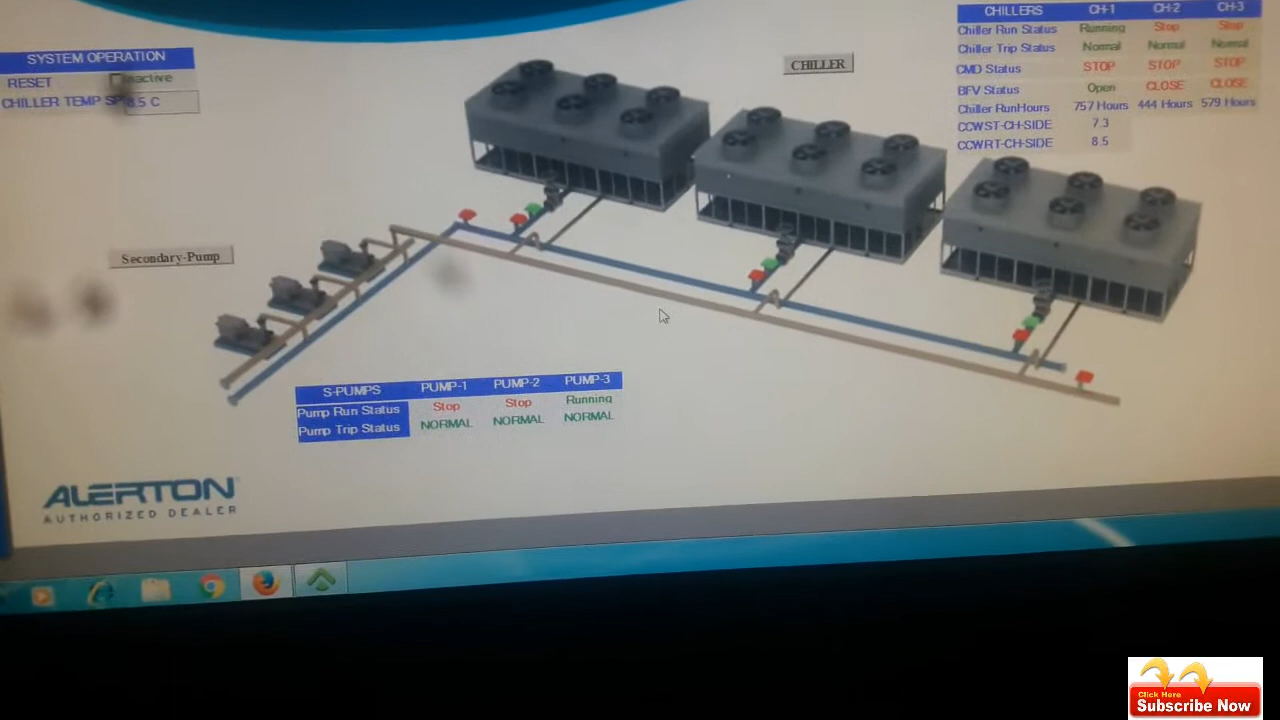 SYSTEM OPERATION
RESET Inactive
CHILLER TEMP SP 8.5 C
CHILLER
CHILLERS CH-1 CH-2 CH-3
Chiller Run Status Running Stop Stop
Chiller Trip Status Normal Normal Normal
CMD Status STOP STOP STOP
BFV Status Open CLOSE CLOSE
Chiller RunHours 757 Hours 444 Hours 579 Hours
CCWST-CH-SIDE 7.3
CCWRT-CH-SIDE 8.5
Secondary-Pump
S-PUMPS PUMP-1 PUMP-2 PUMP-3
Pump Run Status Stop Stop Running
Pump Trip Status NORMAL NORMAL NORMAL
ALERTON
AUTHORIZED DEALER
Click Here
Subscribe Now